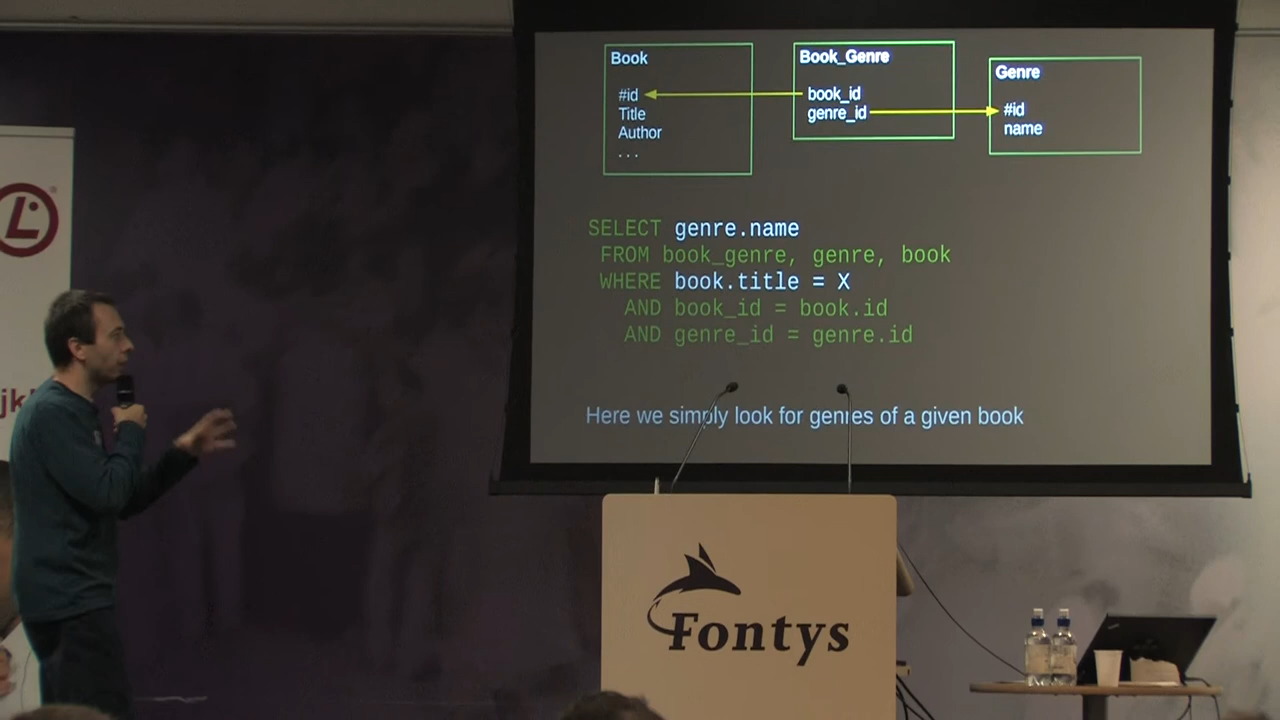 Book
#id
Title
Author
...
Book_Genre
book_id
genre_id
Genre
#id
name
SELECT genre.name
FROM book_genre, genre, book
WHERE book.title = X
AND book_id = book.id
AND genre_id = genre.id
Here we simply look for genres of a given book
Fontys
L